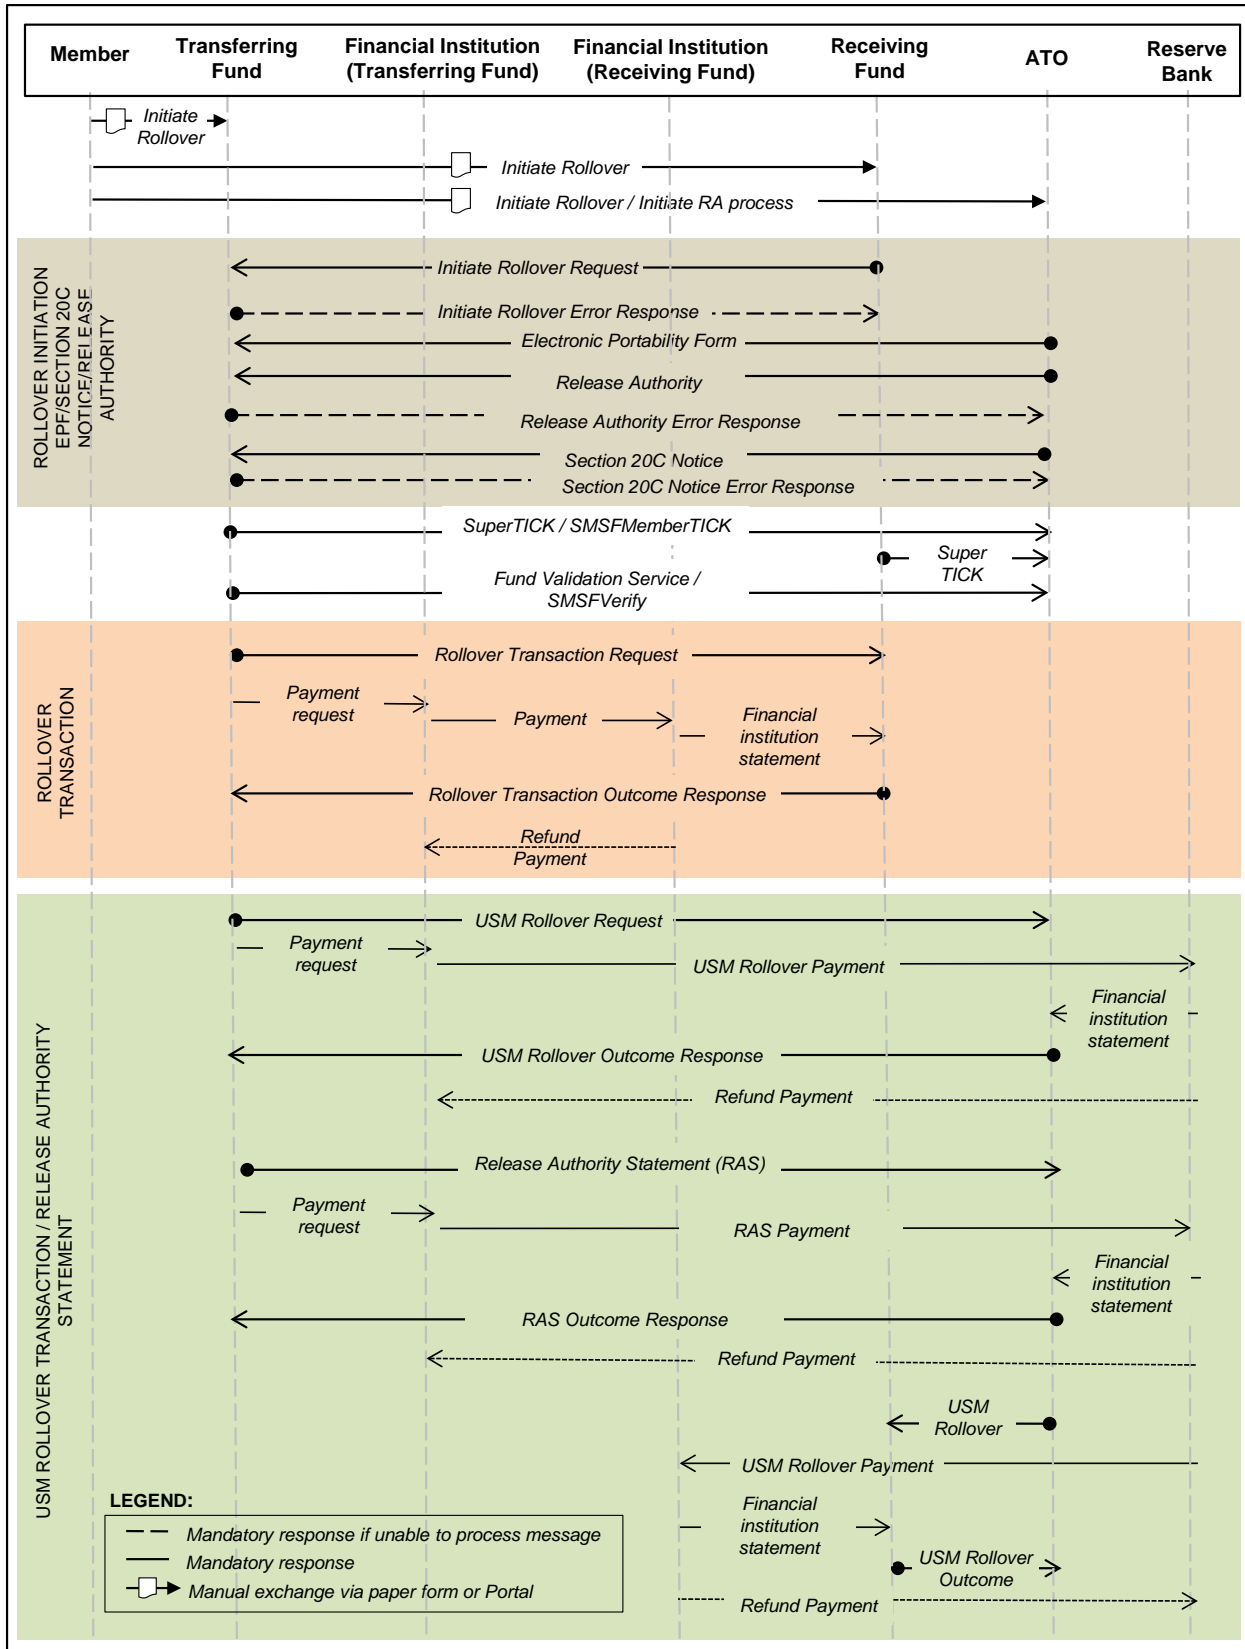 Member
Transferring
Fund
Financial Institution
(Transferring Fund)
Financial Institution
(Receiving Fund)
Receiving
Fund
ATO
Reserve
Bank
Initiate
Rollover
Initiate Rollover
Initiate Rollover / Initiate RA process
ROLLOVER INITIATION
EPF/SECTION 20C
NOTICE/RELEASE
AUTHORITY
Initiate Rollover Request
Initiate Rollover Error Response
Electronic Portability Form
Release Authority
Release Authority Error Response
Section 20C Notice
Section 20C Notice Error Response
SuperTICK / SMSFMemberTICK
Super
TICK
Fund Validation Service /
SMSFVerify
ROLLOVER
TRANSACTION
Rollover Transaction Request
Payment
request
Payment
Financial
institution
statement
Rollover Transaction Outcome Response
Refund
Payment
USM ROLLOVER TRANSACTION / RELEASE AUTHORITY
STATEMENT
USM Rollover Request
Payment
request
USM Rollover Payment
Financial
institution
statement
USM Rollover Outcome Response
Refund Payment
Release Authority Statement (RAS)
Payment
request
RAS Payment
Financial
institution
statement
RAS Outcome Response
Refund Payment
USM
Rollover
USM Rollover Payment
Financial
institution
statement
USM Rollover
Outcome
Refund Payment
LEGEND:
Mandatory response if unable to process message
Mandatory response
Manual exchange via paper form or Portal